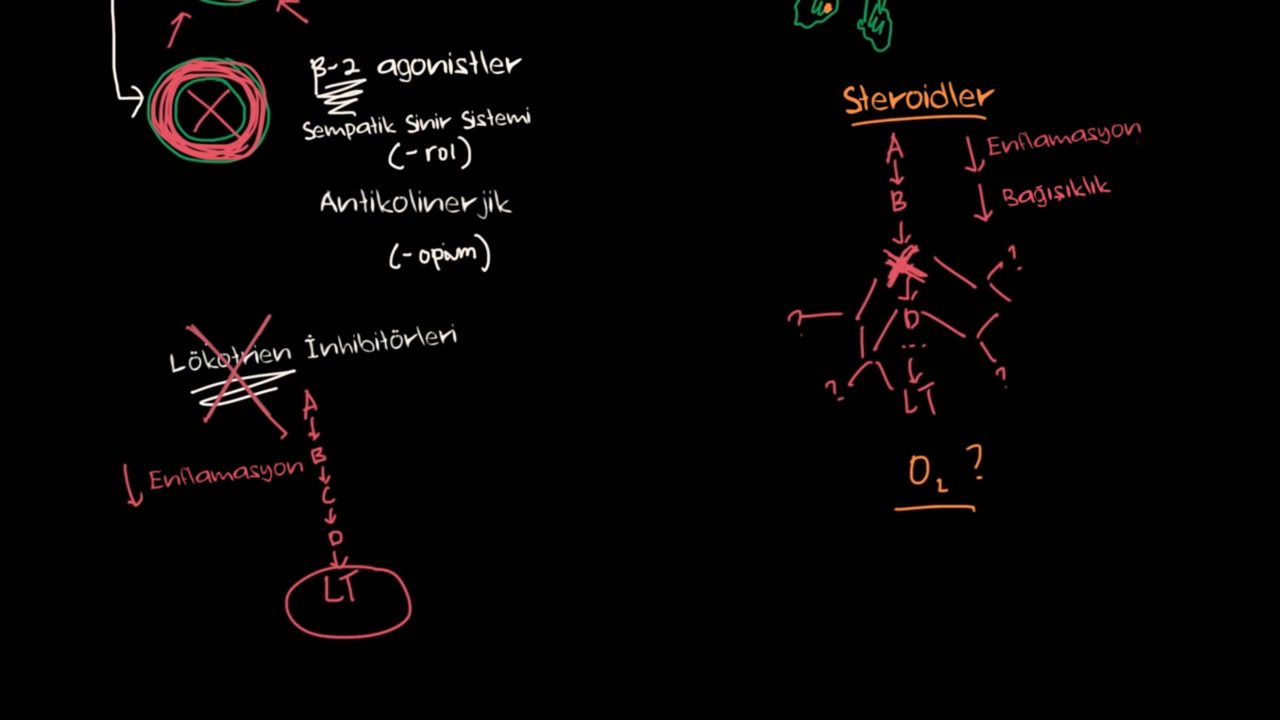 B-2 agonistler
Sempatik Sinir Sistemi
(-rol)
Antikolinerjik
(-opium)
Lökotrien İnhibitörleri
A
B
C
D
LT
↓ Enflamasyon
Steroidler
A
B
D
...
LT
?
?
?
?
↓ Enflamasyon
↓ Bağışıklık
O₂ ?